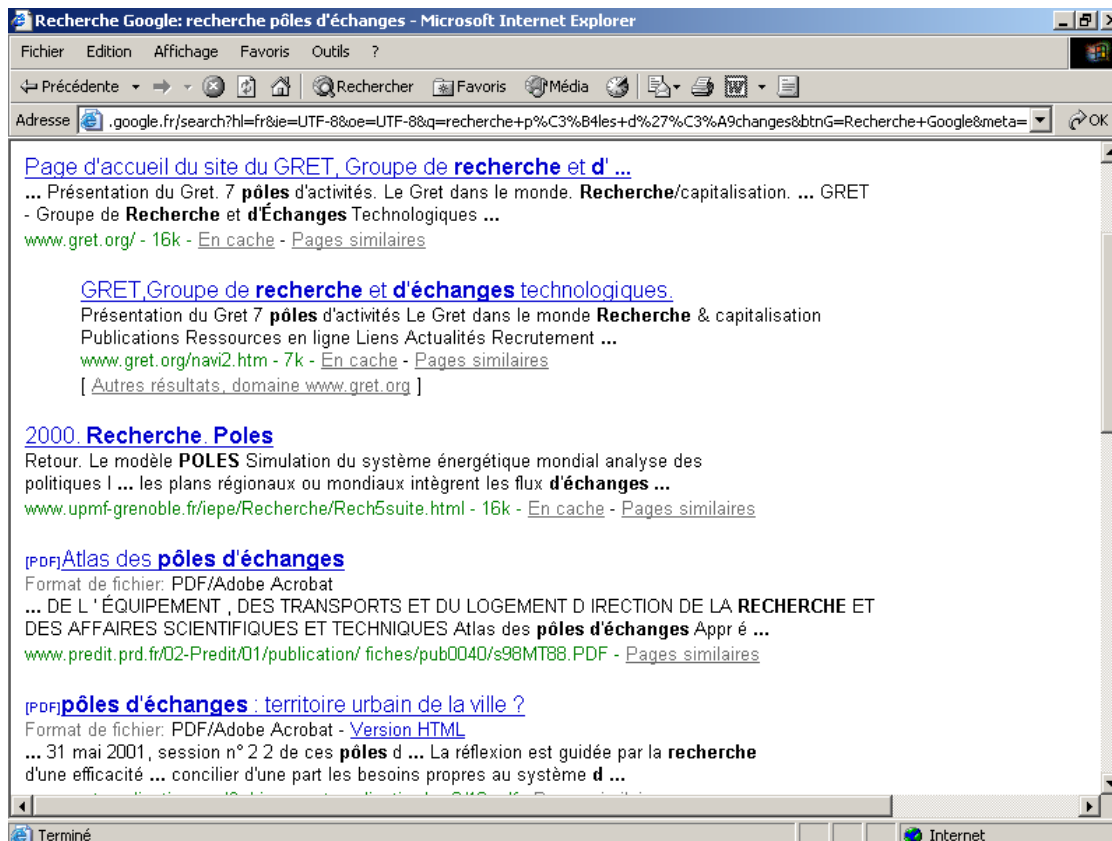 Recherche Google: recherche pôles d'échanges - Microsoft Internet Explorer
Fichier Edition Affichage Favoris Outils ?
Précédente Rechercher Favoris Média
Adresse .google.fr/search?hl=fr&ie=UTF-8&oe=UTF-8&q=recherche+p%C3%B4les+d%27%C3%A9changes&btnG=Recherche+Google&meta= OK
Page d'accueil du site du GRET, Groupe de recherche et d' ...
... Présentation du Gret. 7 pôles d'activités. Le Gret dans le monde. Recherche/capitalisation. ... GRET
- Groupe de Recherche et d'Échanges Technologiques ...
www.gret.org/ - 16k - En cache - Pages similaires
GRET,Groupe de recherche et d'échanges technologiques.
Présentation du Gret 7 pôles d'activités Le Gret dans le monde Recherche & capitalisation
Publications Ressources en ligne Liens Actualités Recrutement ...
www.gret.org/navi2.htm - 7k - En cache - Pages similaires
[ Autres résultats, domaine www.gret.org ]
2000. Recherche. Poles
Retour. Le modèle POLES Simulation du système énergétique mondial analyse des
politiques l ... les plans régionaux ou mondiaux intègrent les flux d'échanges ...
www.upmf-grenoble.fr/iepe/Recherche/Rech5suite.html - 16k - En cache - Pages similaires
[PDF]Atlas des pôles d'échanges
Format de fichier: PDF/Adobe Acrobat
... DE L ' ÉQUIPEMENT , DES TRANSPORTS ET DU LOGEMENT D IRECTION DE LA RECHERCHE ET
DES AFFAIRES SCIENTIFIQUES ET TECHNIQUES Atlas des pôles d'échanges Appr é ...
www.predit.prd.fr/02-Predit/01/publication/ fiches/pub0040/s98MT88.PDF - Pages similaires
[PDF]pôles d'échanges : territoire urbain de la ville ?
Format de fichier: PDF/Adobe Acrobat - Version HTML
... 31 mai 2001, session n° 2 2 de ces pôles d ... La réflexion est guidée par la recherche
d'une efficacité ... concilier d'une part les besoins propres au système d ...
Terminé Internet